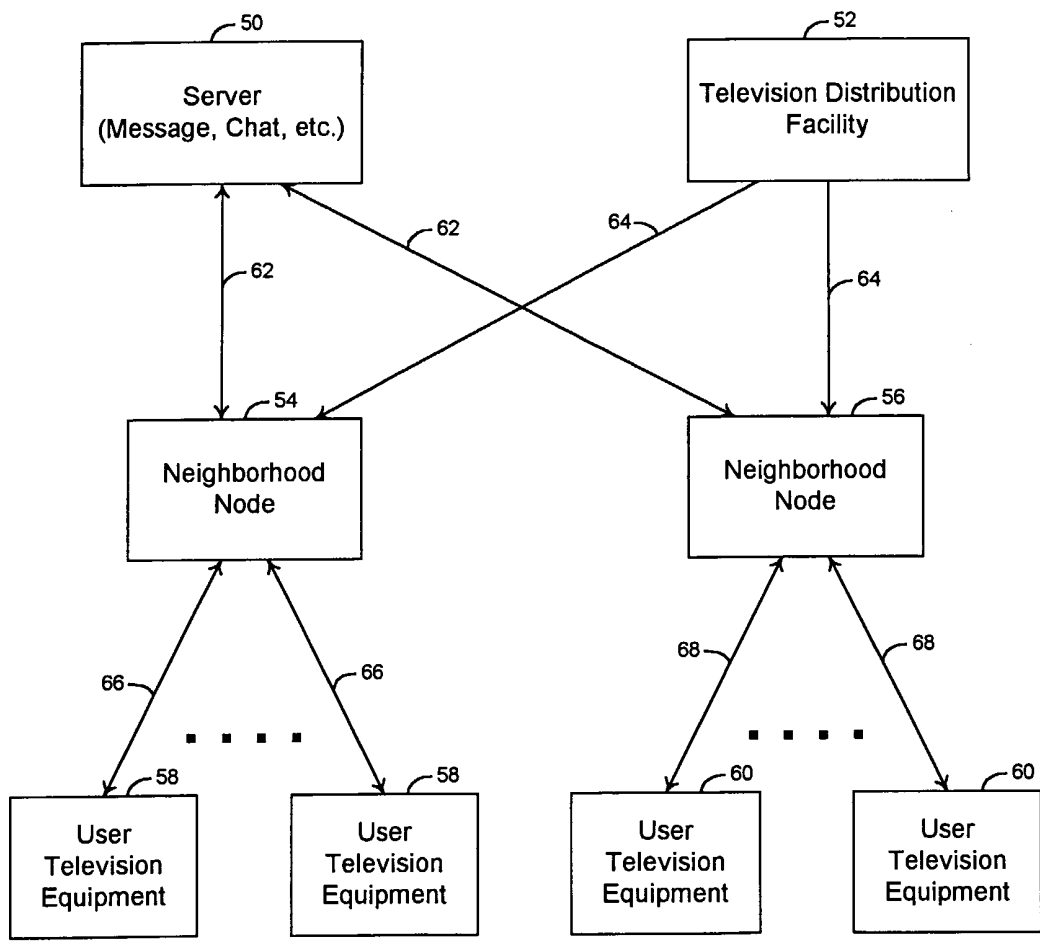 50
52
Server
(Message, Chat, etc.)
Television Distribution
Facility
62
64
62
64
54
56
Neighborhood
Node
Neighborhood
Node
66
66
68
68
58
58
60
60
User
Television
Equipment
User
Television
Equipment
User
Television
Equipment
User
Television
Equipment